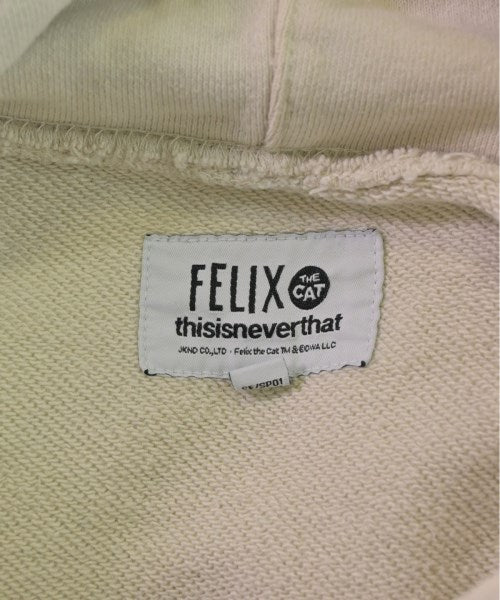 FELIX THE CAT
thisisneverthat
JKND CO.,LTD · Felix the Cat TM & ©DWA LLC